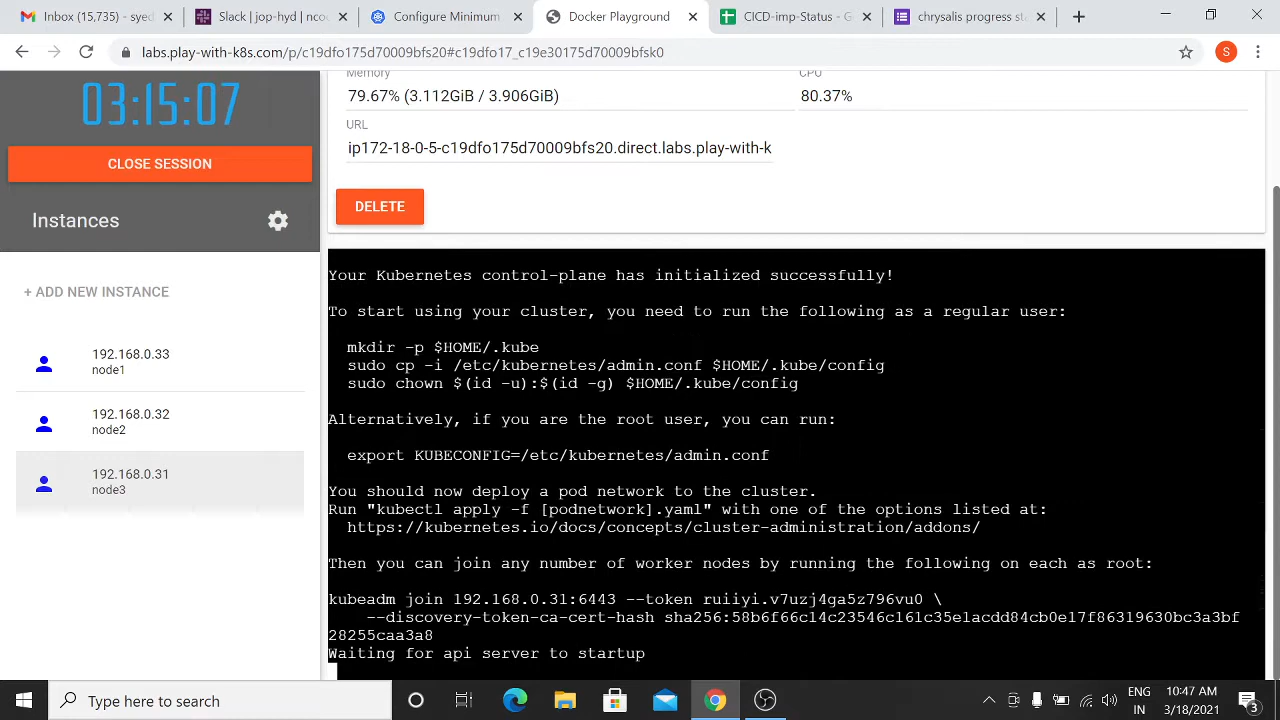 Inbox (15,735) - syed
Slack | jop-hyd | ncou
Configure Minimum
Docker Playground
CICD-imp-Status - G
chrysalis progress st
labs.play-with-k8s.com/p/c19dfo175d70009bfs20#c19dfo17_c19e30175d70009bfsk0
S
03:15:07
CLOSE SESSION
Instances
+ ADD NEW INSTANCE
192.168.0.33
node1
192.168.0.32
node2
192.168.0.31
node3
Memory
CPU
79.67% (3.112GiB / 3.906GiB)
80.37%
URL
ip172-18-0-5-c19dfo175d70009bfs20.direct.labs.play-with-k
DELETE
Your Kubernetes control-plane has initialized successfully!
To start using your cluster, you need to run the following as a regular user:
mkdir -p $HOME/.kube
sudo cp -i /etc/kubernetes/admin.conf $HOME/.kube/config
sudo chown $(id -u):$(id -g) $HOME/.kube/config
Alternatively, if you are the root user, you can run:
export KUBECONFIG=/etc/kubernetes/admin.conf
You should now deploy a pod network to the cluster.
Run "kubectl apply -f [podnetwork].yaml" with one of the options listed at:
https://kubernetes.io/docs/concepts/cluster-administration/addons/
Then you can join any number of worker nodes by running the following on each as root:
kubeadm join 192.168.0.31:6443 --token ruiiyi.v7uzj4ga5z796vu0 \
--discovery-token-ca-cert-hash sha256:58b6f66c14c23546c161c35e1acdd84cb0e17f86319630bc3a3bf
28255caa3a8
Waiting for api server to startup
Type here to search
ENG
IN
10:47 AM
3/18/2021
3